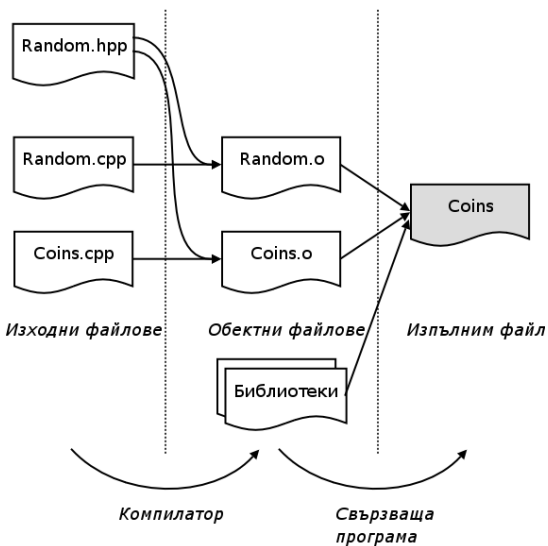 Random.hpp
Random.cpp
Random.o
Coins
Coins.cpp
Coins.o
Изходни файлове
Обектни файлове
Изпълним файл
Библиотеки
Компилатор
Свързваща
програма